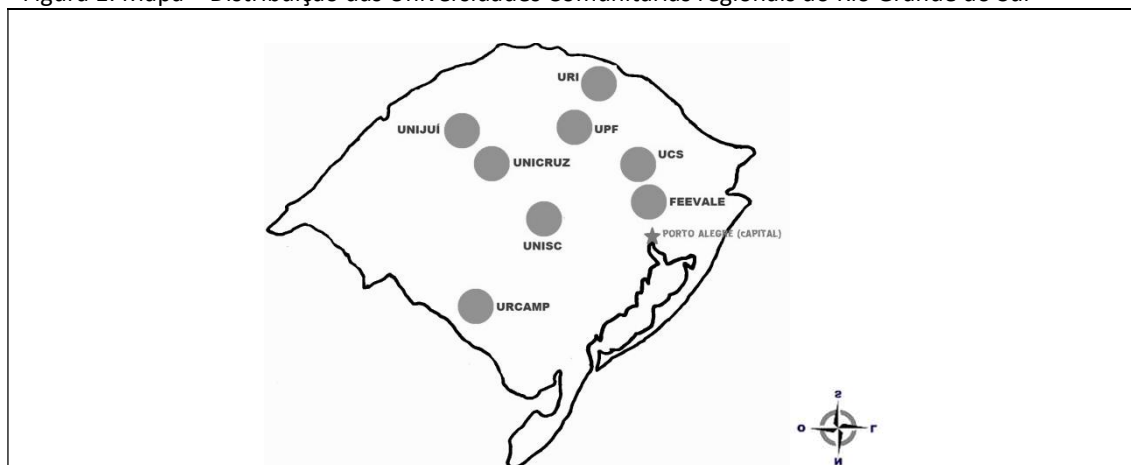 Figura 1. Mapa – Distribuição das Universidades Comunitárias regionais do Rio Grande do Sul
URI
UNIJUÍ
UPF
UNICRUZ
UCS
FEEVALE
UNISC
PORTO ALEGRE (cAPITAL)
URCAMP
S
O
L
N